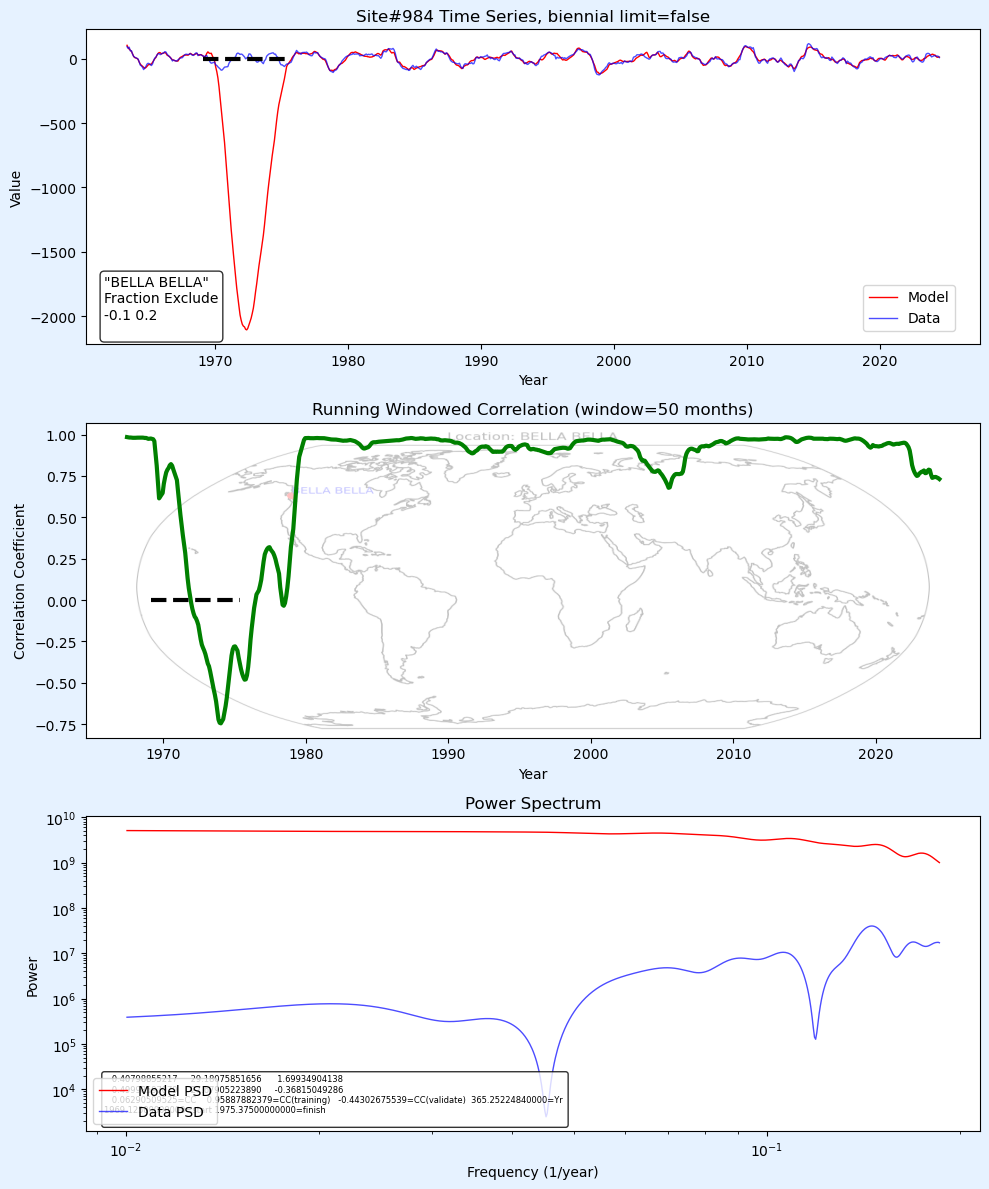 Site#984 Time Series, biennial limit=false
Value
0
−500
−1000
−1500
−2000
"BELLA BELLA"
Fraction Exclude
-0.1 0.2
Model
Data
1970
1980
1990
2000
2010
2020
Year
Running Windowed Correlation (window=50 months)
Location: BELLA BELLA
BELLA BELLA
Correlation Coefficient
1.00
0.75
0.50
0.25
0.00
−0.25
−0.50
−0.75
1970
1980
1990
2000
2010
2020
Year
Power Spectrum
Power
10^10
10^9
10^8
10^7
10^6
10^5
10^4
1.69934904138
-0.36815049286
=CC(training) -0.44302675539=CC(validate) 365.25224840000=Yr
1975.37500000000=finish
Model PSD
Data PSD
10^−2
10^−1
Frequency (1/year)